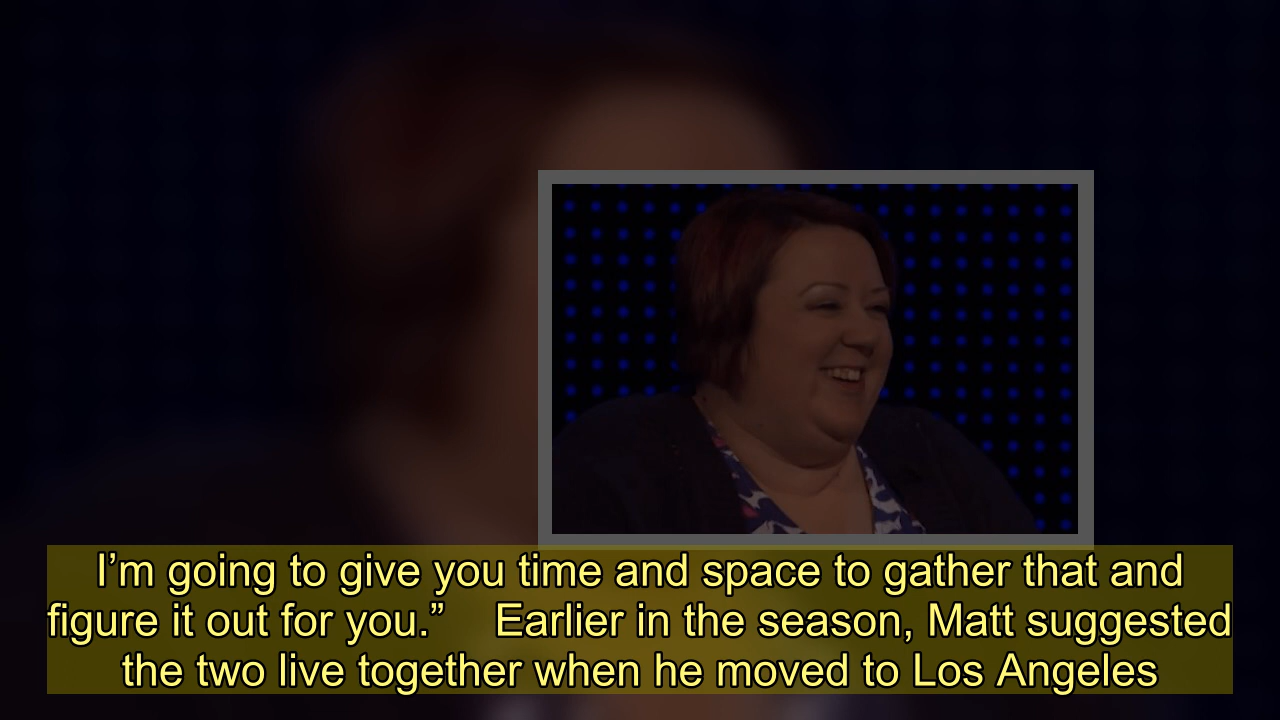 I’m going to give you time and space to gather that and
figure it out for you.” Earlier in the season, Matt suggested
the two live together when he moved to Los Angeles